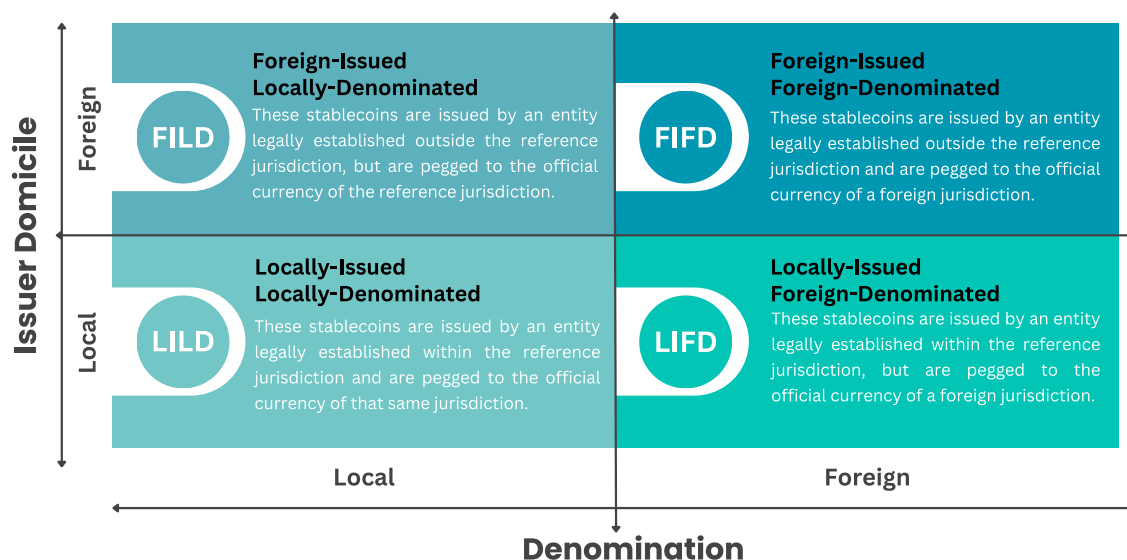 Issuer Domicile
Foreign
FILD
Foreign-Issued
Locally-Denominated
These stablecoins are issued by an entity
legally established outside the reference
jurisdiction, but are pegged to the official
currency of the reference jurisdiction.
FIFD
Foreign-Issued
Foreign-Denominated
These stablecoins are issued by an entity
legally established outside the reference
jurisdiction and are pegged to the official
currency of a foreign jurisdiction.
Local
LILD
Locally-Issued
Locally-Denominated
These stablecoins are issued by an entity
legally established within the reference
jurisdiction and are pegged to the official
currency of that same jurisdiction.
LIFD
Locally-Issued
Foreign-Denominated
These stablecoins are issued by an entity
legally established within the reference
jurisdiction, but are pegged to the
official currency of a foreign jurisdiction.
Local
Foreign
Denomination